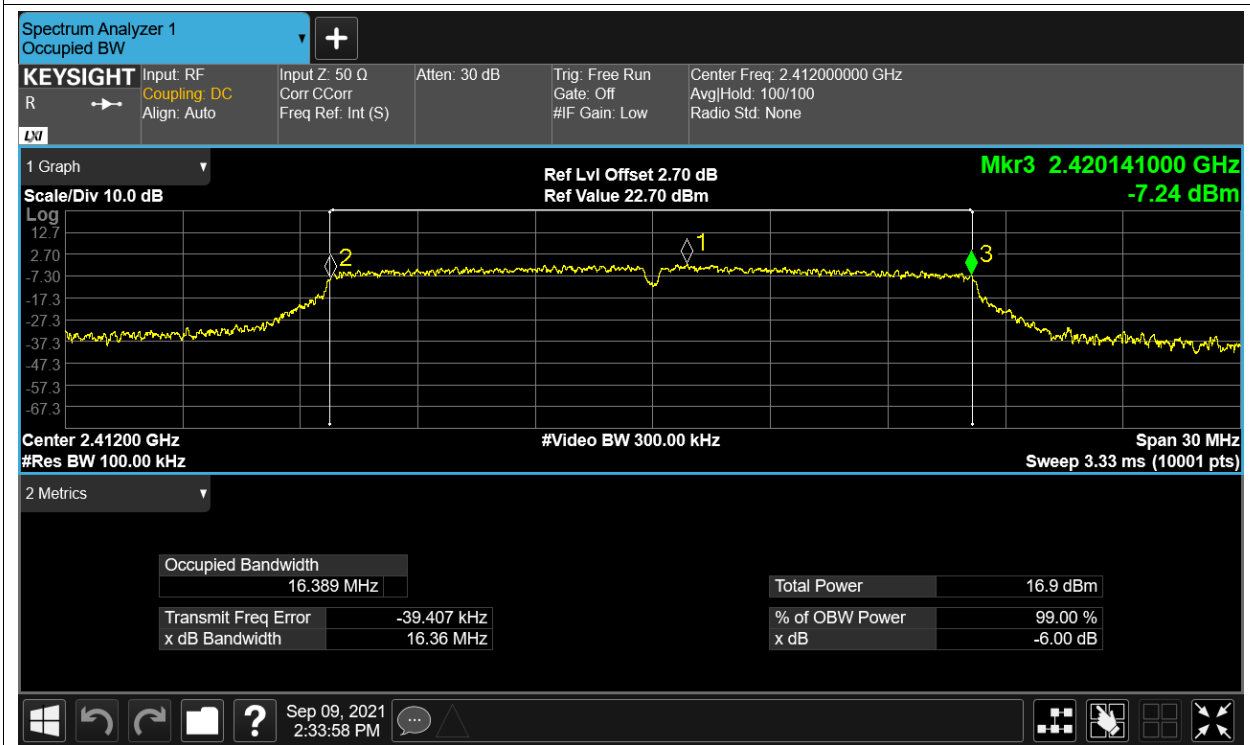 Spectrum Analyzer 1
Occupied BW
KEYSIGHT
R
LXI
Input: RF
Coupling: DC
Align: Auto
Input Z: 50 Ω
Corr CCorr
Freq Ref: Int (S)
Atten: 30 dB
Trig: Free Run
Gate: Off
#IF Gain: Low
Center Freq: 2.412000000 GHz
Avg|Hold: 100/100
Radio Std: None
1 Graph
Scale/Div 10.0 dB
Ref Lvl Offset 2.70 dB
Ref Value 22.70 dBm
Mkr3 2.420141000 GHz
-7.24 dBm
Log
12.7
2.70
-7.30
-17.3
-27.3
-37.3
-47.3
-57.3
-67.3
2
1
3
Center 2.41200 GHz
#Res BW 100.00 kHz
#Video BW 300.00 kHz
Span 30 MHz
Sweep 3.33 ms (10001 pts)
2 Metrics
Occupied Bandwidth
16.389 MHz
Transmit Freq Error -39.407 kHz
x dB Bandwidth 16.36 MHz
Total Power 16.9 dBm
% of OBW Power 99.00 %
x dB -6.00 dB
?
Sep 09, 2021
2:33:58 PM